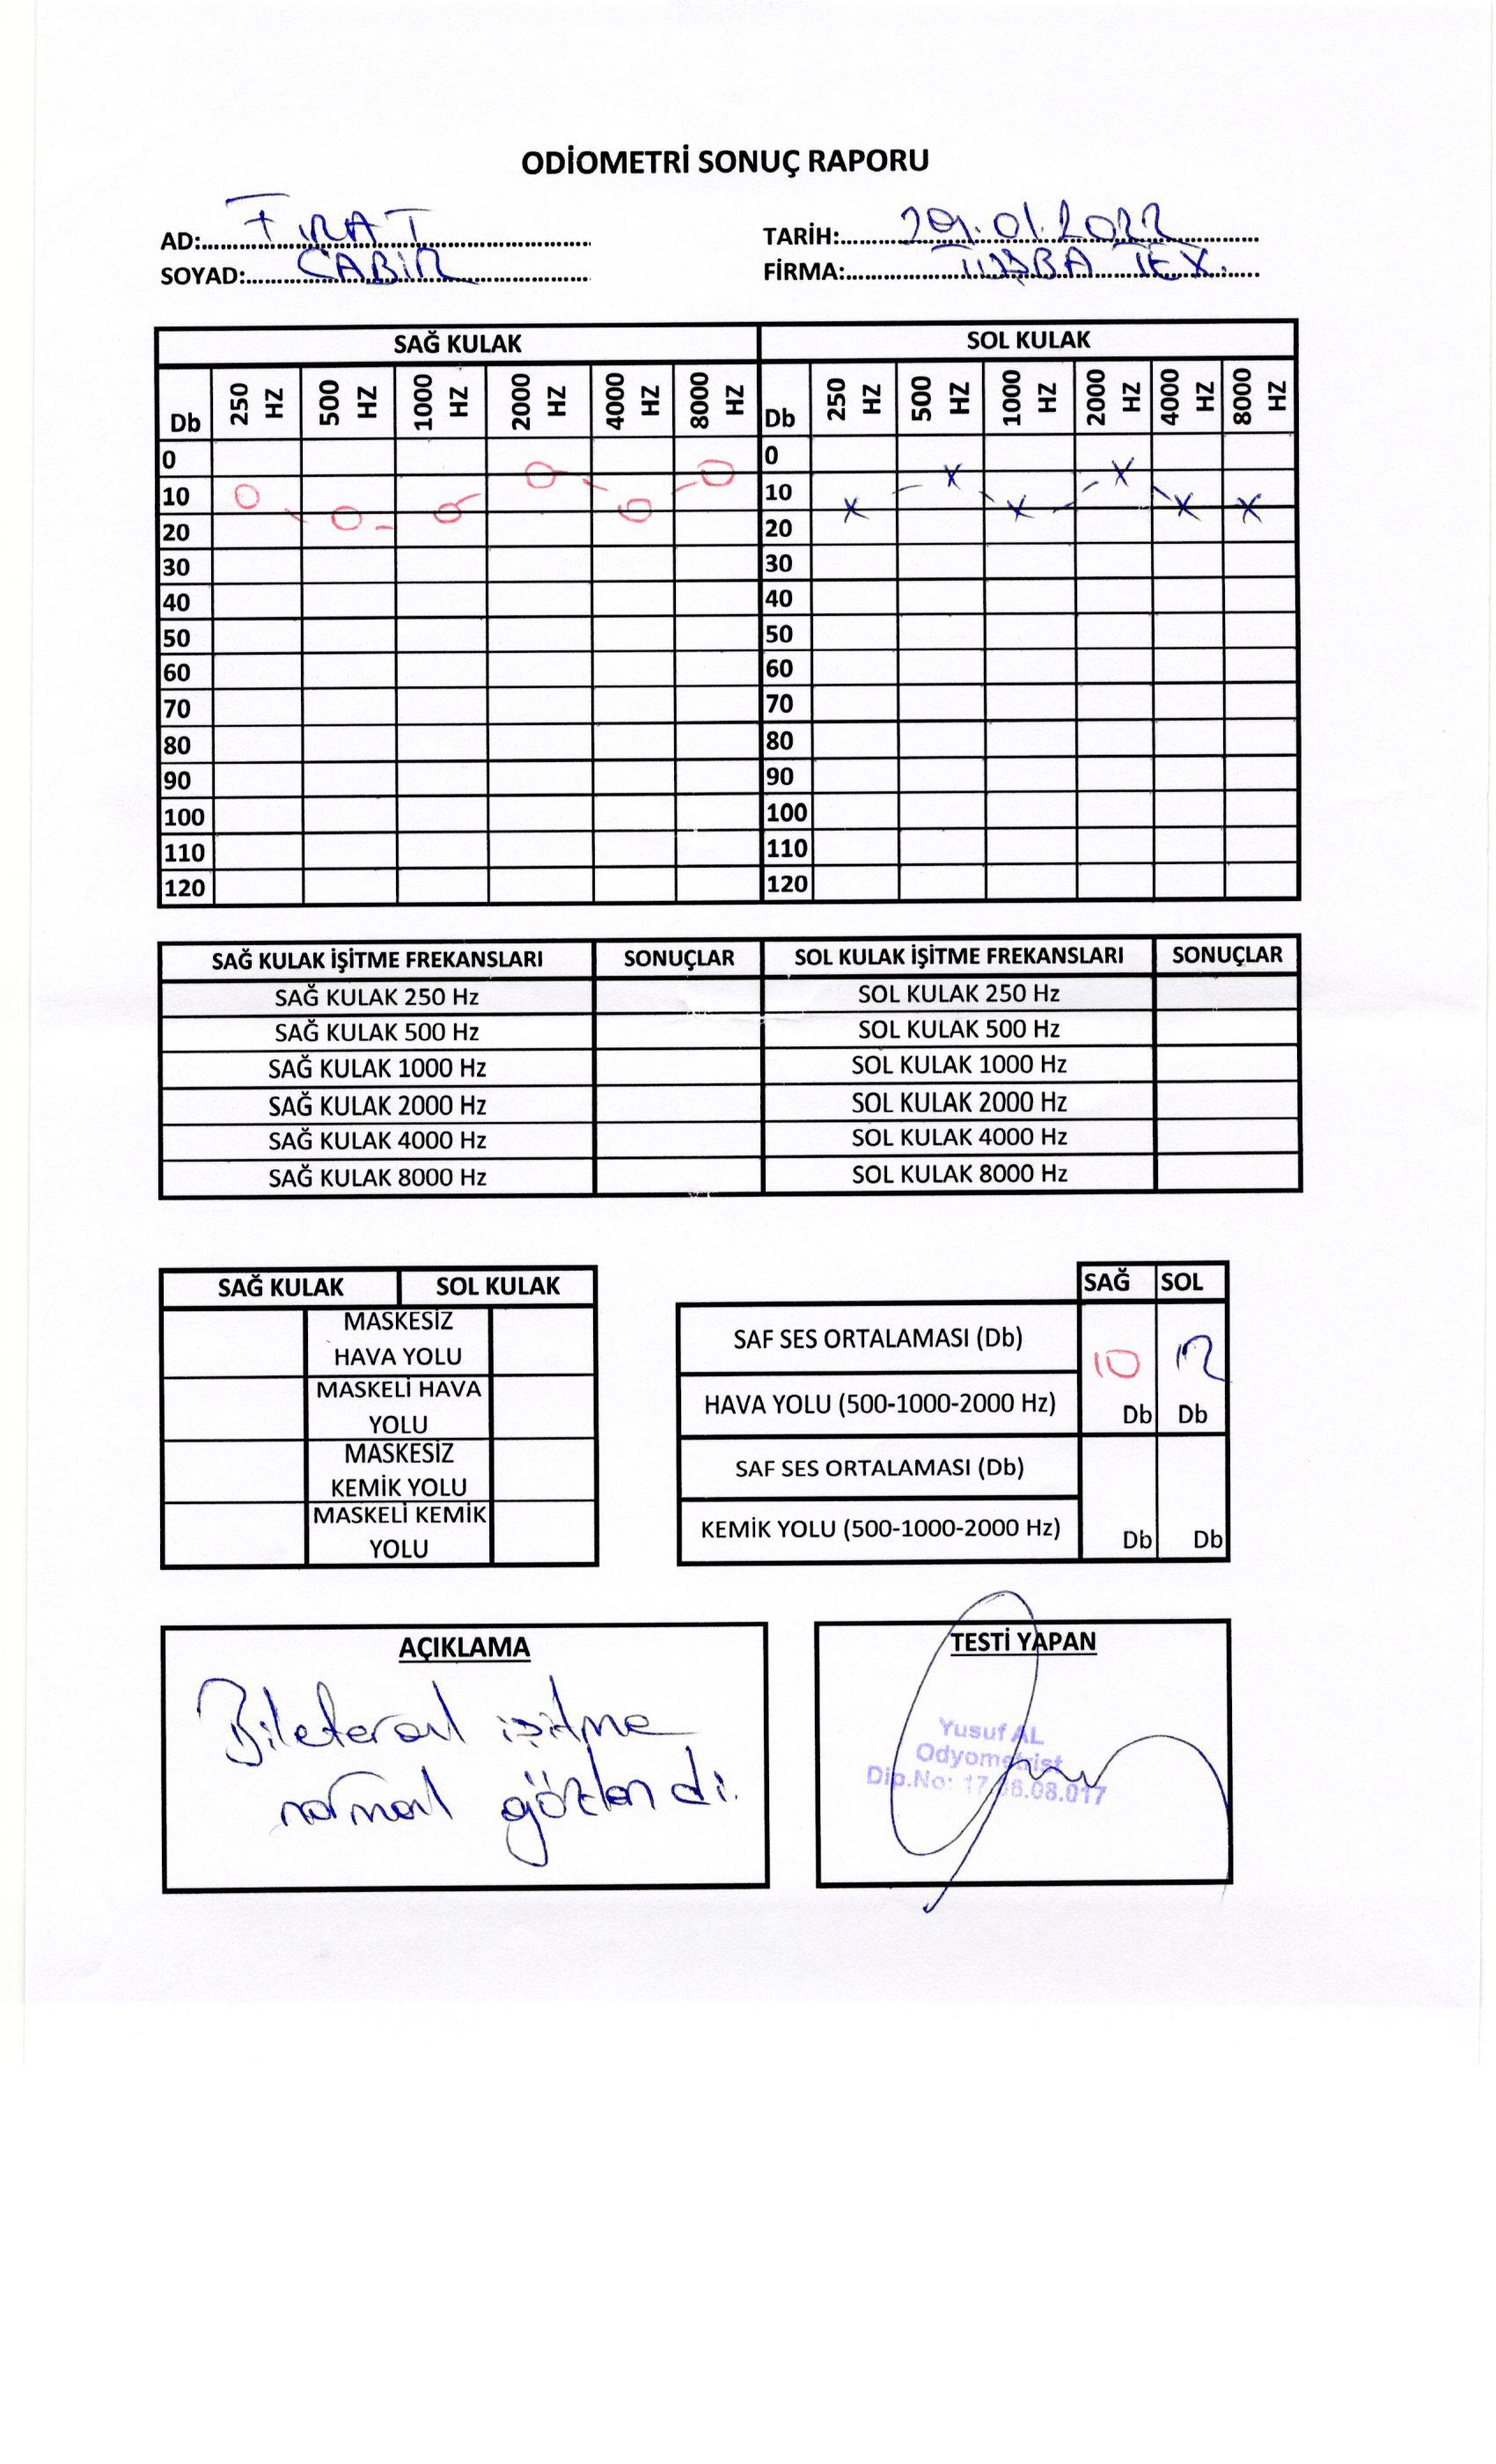 ODİOMETRİ SONUÇ RAPORU
AD: FIRAT
TARİH: 29.01.2022
SOYAD: CABİR
FİRMA: TEX.
SAĞ KULAK SOL KULAK
Db 250 HZ 500 HZ 1000 HZ 2000 HZ 4000 HZ 8000 HZ Db 250 HZ 500 HZ 1000 HZ 2000 HZ 4000 HZ 8000 HZ
0 0
10 10
20 20
30 30
40 40
50 50
60 60
70 70
80 80
90 90
100 100
110 110
120 120
SAĞ KULAK İŞİTME FREKANSLARI SONUÇLAR SOL KULAK İŞİTME FREKANSLARI SONUÇLAR
SAĞ KULAK 250 Hz SOL KULAK 250 Hz
SAĞ KULAK 500 Hz SOL KULAK 500 Hz
SAĞ KULAK 1000 Hz SOL KULAK 1000 Hz
SAĞ KULAK 2000 Hz SOL KULAK 2000 Hz
SAĞ KULAK 4000 Hz SOL KULAK 4000 Hz
SAĞ KULAK 8000 Hz SOL KULAK 8000 Hz
SAĞ KULAK SOL KULAK
MASKESİZ
HAVA YOLU
MASKELİ HAVA
YOLU
MASKESİZ
KEMİK YOLU
MASKELİ KEMİK
YOLU
SAĞ SOL
SAF SES ORTALAMASI (Db)
10 12
HAVA YOLU (500-1000-2000 Hz) Db Db
SAF SES ORTALAMASI (Db)
KEMİK YOLU (500-1000-2000 Hz) Db Db
AÇIKLAMA
Bileteral işitme
normal gözlendi.
TESTİ YAPAN
Yusuf AL
Odyometrist
Dip.No: 17.08.017